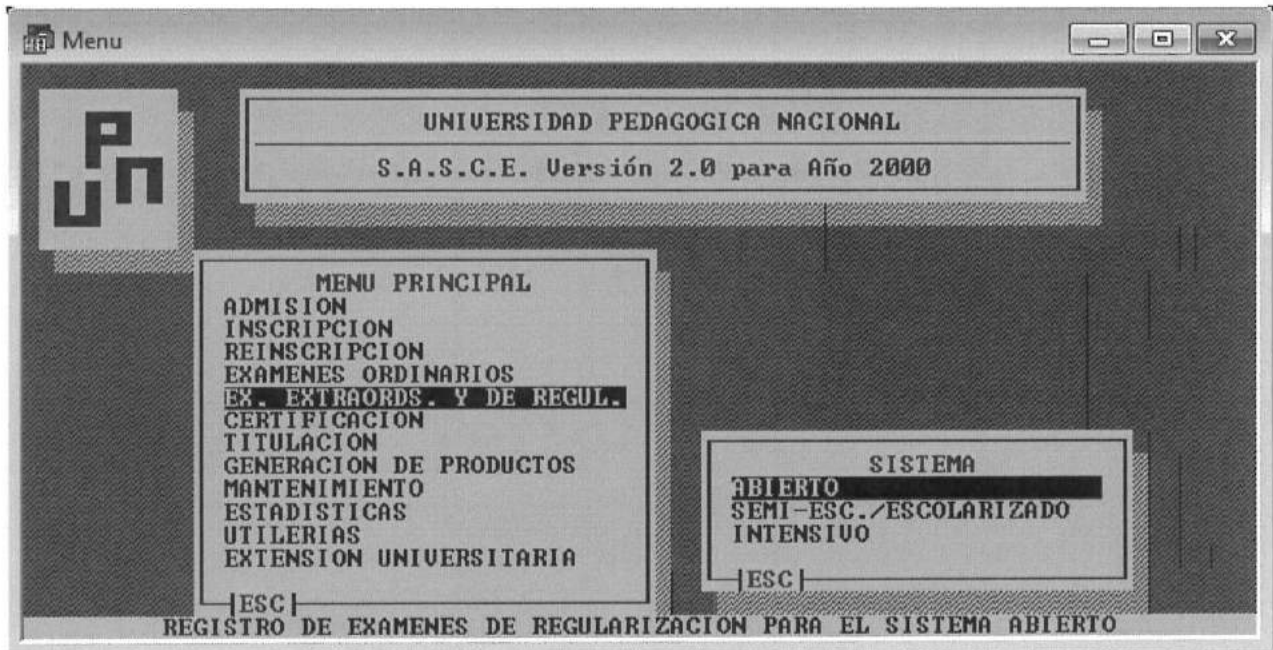 Menu
UPN
UNIVERSIDAD PEDAGOGICA NACIONAL
S.A.S.C.E. Versión 2.0 para Año 2000
MENU PRINCIPAL
ADMISION
INSCRIPCION
REINSCRIPCION
EXAMENES ORDINARIOS
EX. EXTRAORDS. Y DE REGUL.
CERTIFICACION
TITULACION
GENERACION DE PRODUCTOS
MANTENIMIENTO
ESTADISTICAS
UTILERIAS
EXTENSION UNIVERSITARIA
ESC
SISTEMA
ABIERTO
SEMI-ESC./ESCOLARIZADO
INTENSIVO
ESC
REGISTRO DE EXAMENES DE REGULARIZACION PARA EL SISTEMA ABIERTO